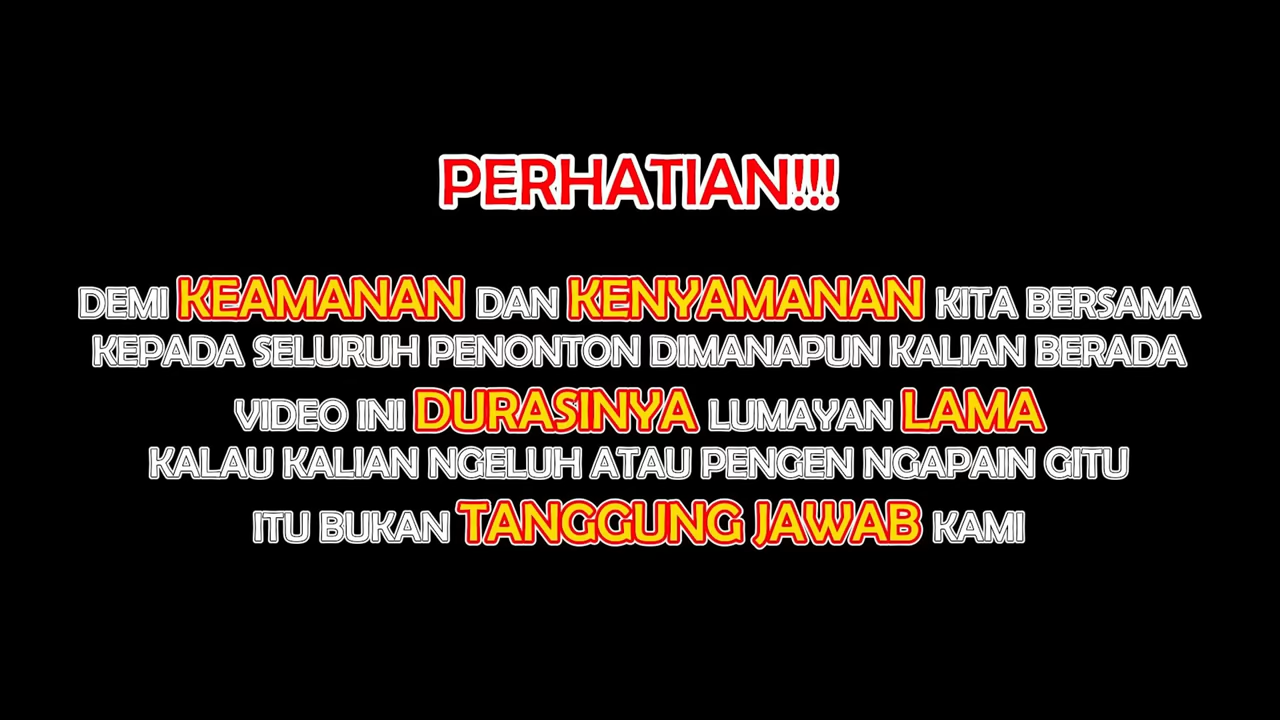 PERHATIAN!!!
DEMI KEAMANAN DAN KENYAMANAN KITA BERSAMA
KEPADA SELURUH PENONTON DIMANAPUN KALIAN BERADA
VIDEO INI DURASINYA LUMAYAN LAMA
KALAU KALIAN NGELUH ATAU PENGEN NGAPAIN GITU
ITU BUKAN TANGGUNG JAWAB KAMI